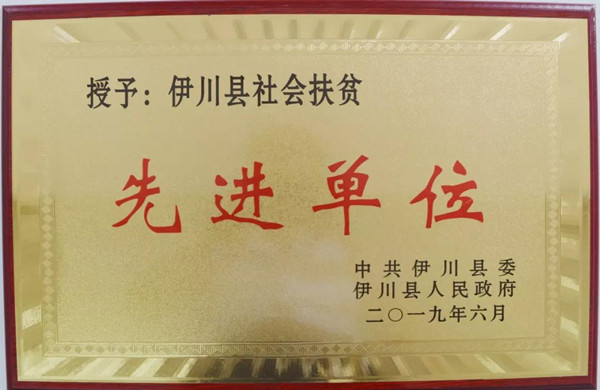 授予：伊川县社会扶贫
先进单位
中共伊川县委
伊川县人民政府
二〇一九年六月